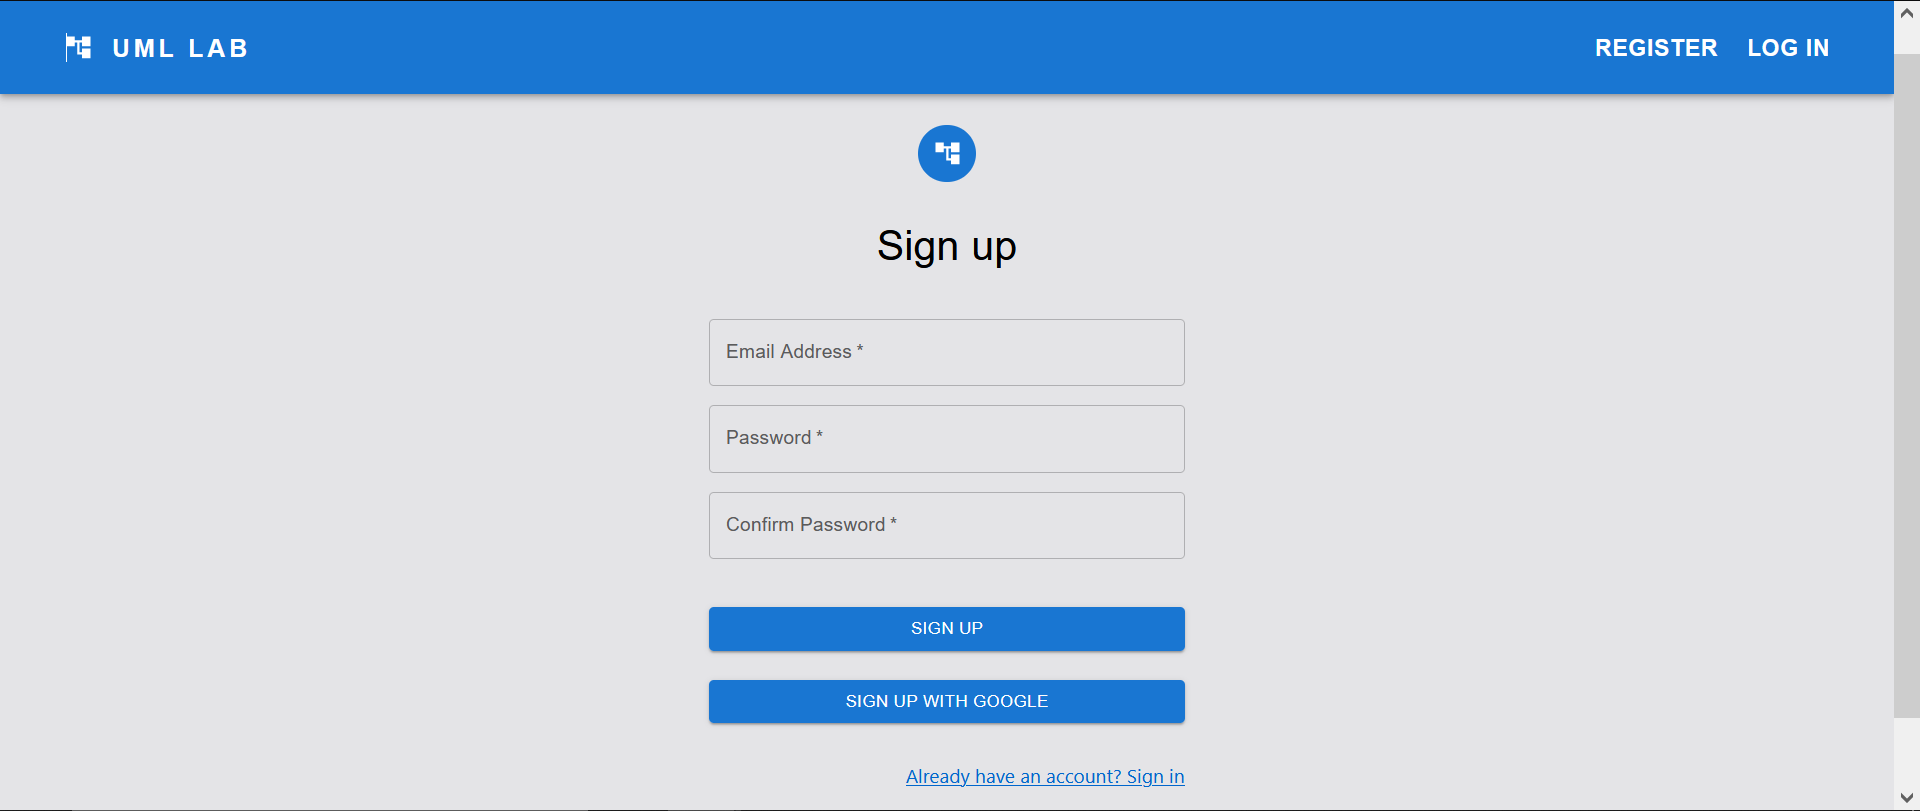 UML LAB
REGISTER
LOG IN
Sign up
Email Address *
Password *
Confirm Password *
SIGN UP
SIGN UP WITH GOOGLE
Already have an account? Sign in